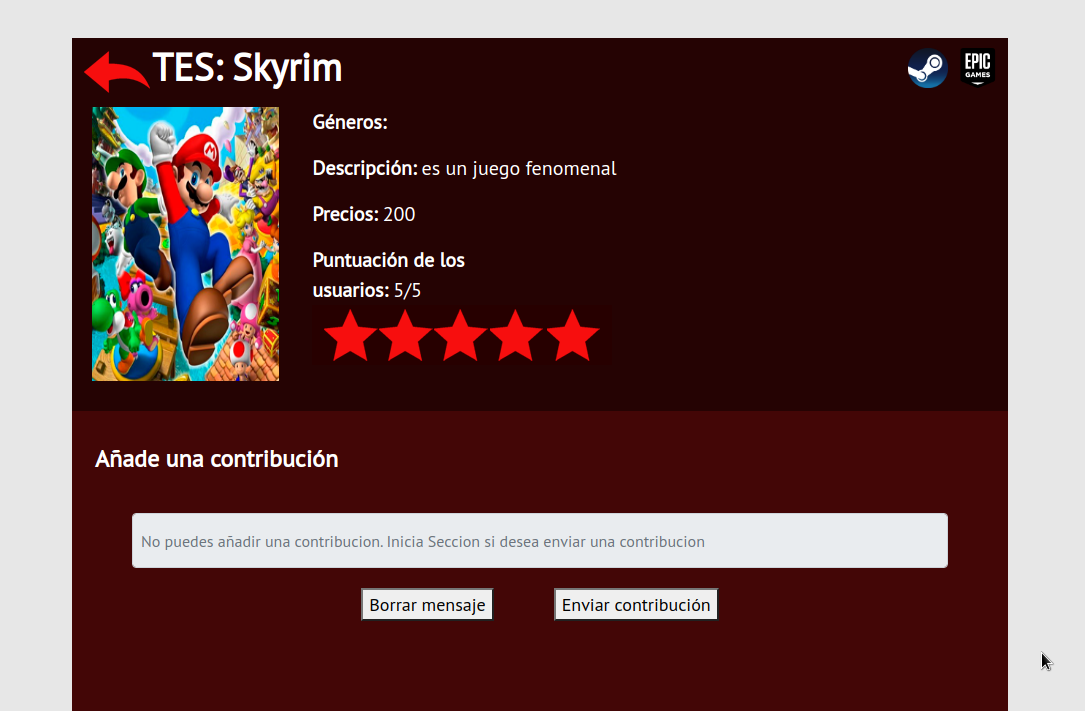 TES: Skyrim
EPIC
GAMES
Géneros:
Descripción: es un juego fenomenal
Precios: 200
Puntuación de los
usuarios: 5/5
Añade una contribución
No puedes añadir una contribucion. Inicia Seccion si desea enviar una contribucion
Borrar mensaje
Enviar contribución